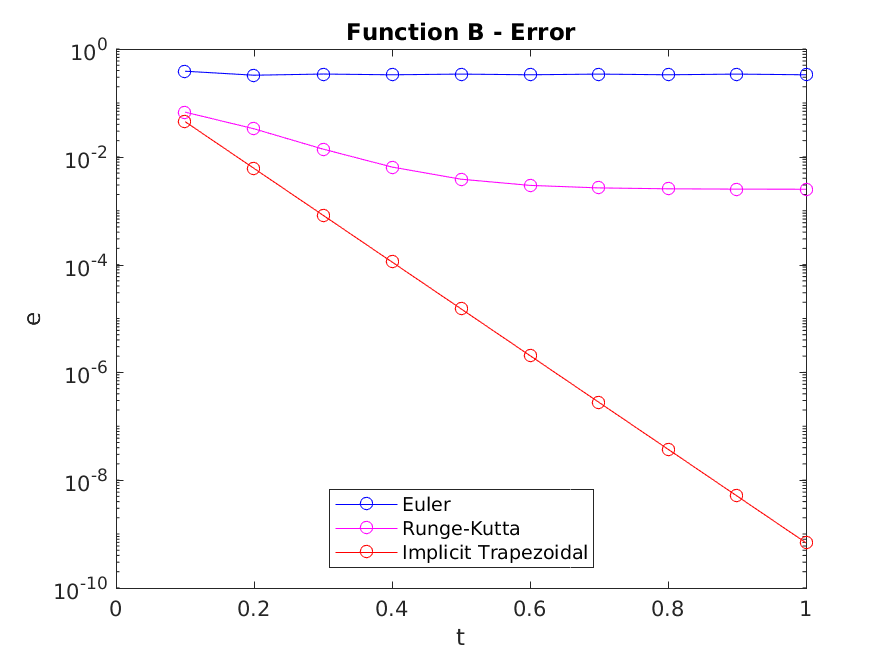 Function B - Error
10^0
10^-2
10^-4
10^-6
10^-8
10^-10
e
Euler
Runge-Kutta
Implicit Trapezoidal
0 0.2 0.4 0.6 0.8 1
t